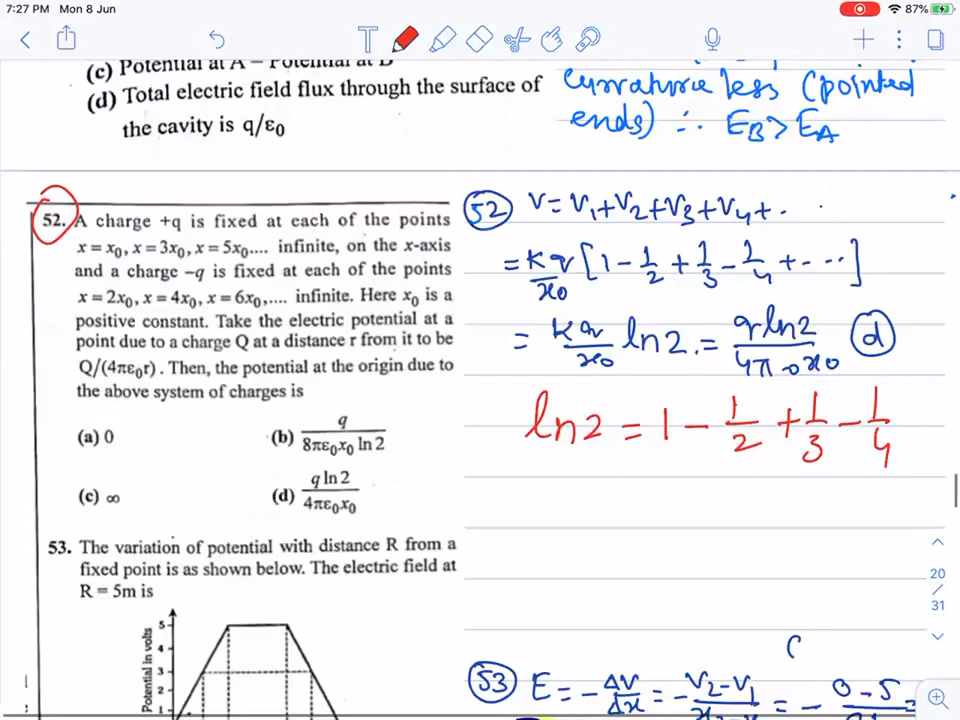 7:27 PM Mon 8 Jun
87%
T
(c) Potential at A = Potential at B
(d) Total electric field flux through the surface of
the cavity is q/ε0
curvature less (pointed
ends) ∴ EB > EA
52. A charge +q is fixed at each of the points
x = x0, x = 3x0, x = 5x0.... infinite, on the x-axis
and a charge –q is fixed at each of the points
x = 2x0, x = 4x0, x = 6x0,.... infinite. Here x0 is a
positive constant. Take the electric potential at a
point due to a charge Q at a distance r from it to be
Q/(4πε0r). Then, the potential at the origin due to
the above system of charges is
(a) 0
(b) q / 8πε0x0 ln 2
(c) ∞
(d) q ln 2 / 4πε0x0
52 V = V1 + V2 + V3 + V4 + ..
= Kq/x0 [1 - 1/2 + 1/3 - 1/4 + ...]
= Kq/x0 ln 2. = q ln2 / 4π 0 x0 (d)
ln 2 = 1 - 1/2 + 1/3 - 1/4
53. The variation of potential with distance R from a
fixed point is as shown below. The electric field at
R = 5m is
Potential in volts
5
4
3
2
1
20
/
31
53 E = - ΔV/Δx = - V2 - V1 / = - 0 - 5 =